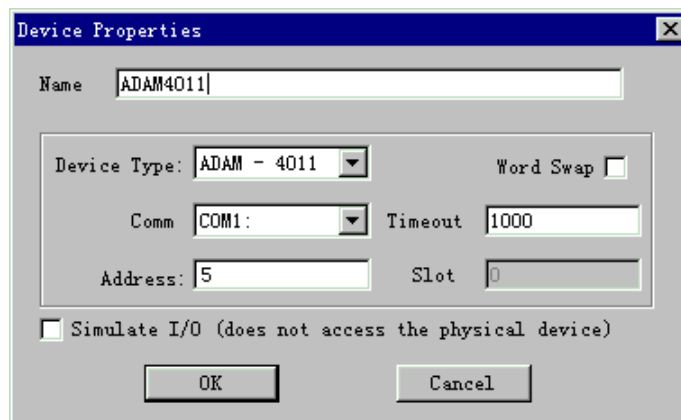 Device Properties
Name ADAM4011
Device Type: ADAM - 4011 Word Swap
Comm COM1: Timeout 1000
Address: 5 Slot 0
Simulate I/O (does not access the physical device)
OK Cancel